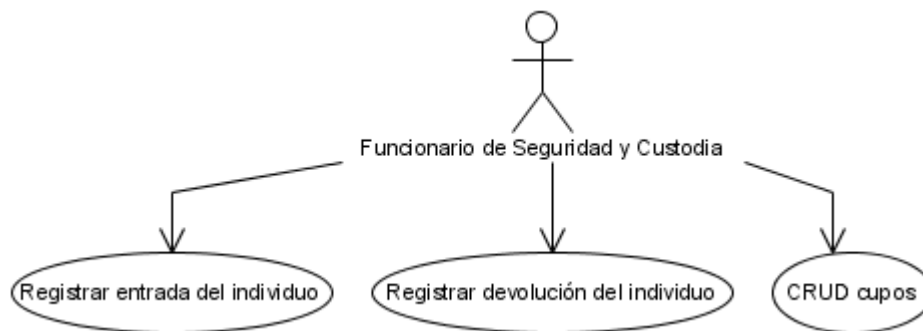 Funcionario de Seguridad y Custodia
Registrar entrada del individuo
Registrar devolución del individuo
CRUD cupos